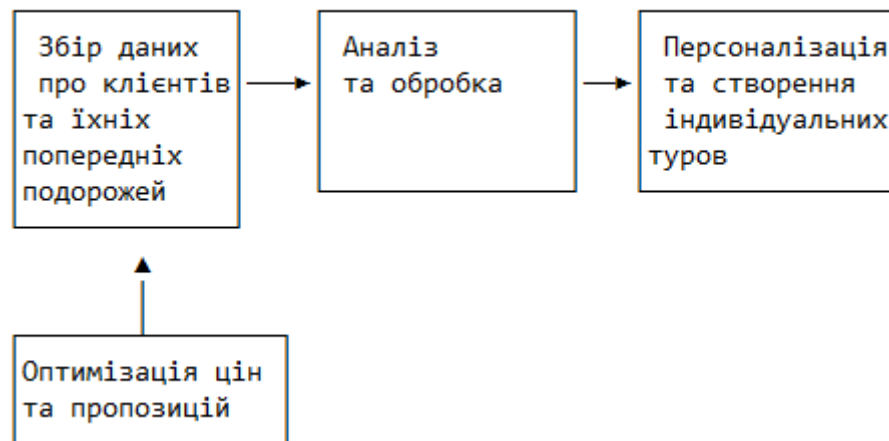 Збір даних
про клієнтів
та їхніх
попередніх
подорожей
Аналіз
та обробка
Персоналізація
та створення
індивідуальних
туров
Оптимізація цін
та пропозицій